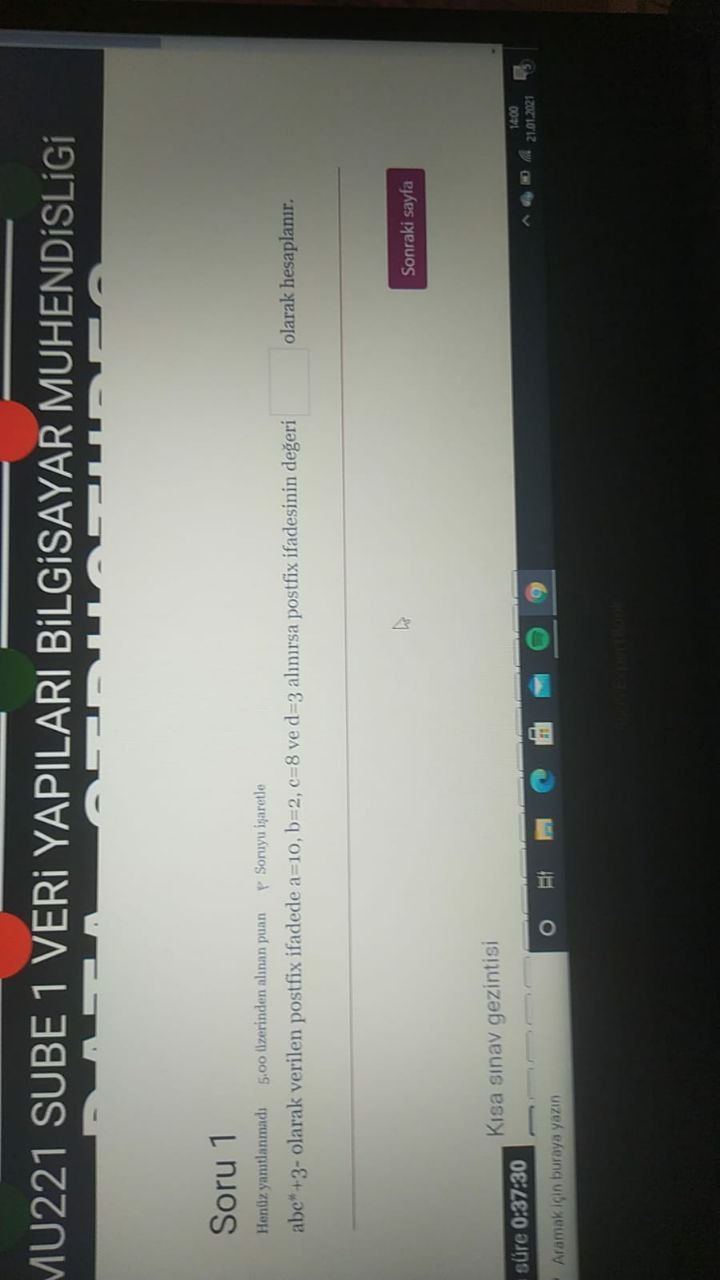 MU221 SUBE 1 VERİ YAPILARI BİLGİSAYAR MUHENDİSLİGİ
Soru 1
Henüz yanıtlanmadı 5,00 üzerinden alınan puan Soruyu işaretle
abc*+3- olarak verilen postfix ifadede a=10, b=2, c=8 ve d=3 alınırsa postfix ifadesinin değeri olarak hesaplanır.
Sonraki sayfa
Kısa sınav gezintisi
süre 0:37:30
Aramak için buraya yazın
14:00
21.01.2021
5